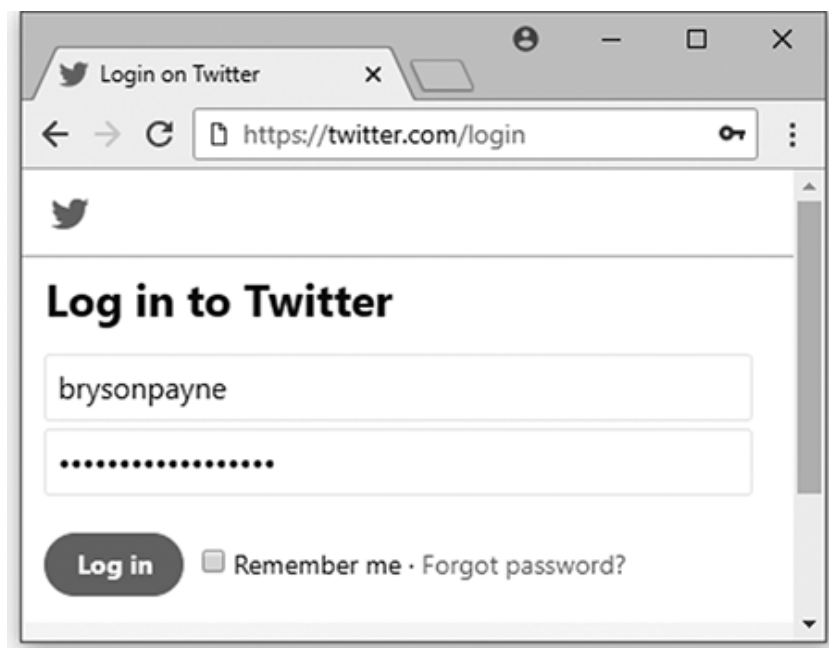 Login on Twitter
https://twitter.com/login
Log in to Twitter
brysonpayne
••••••••••••••••••
Log in Remember me · Forgot password?